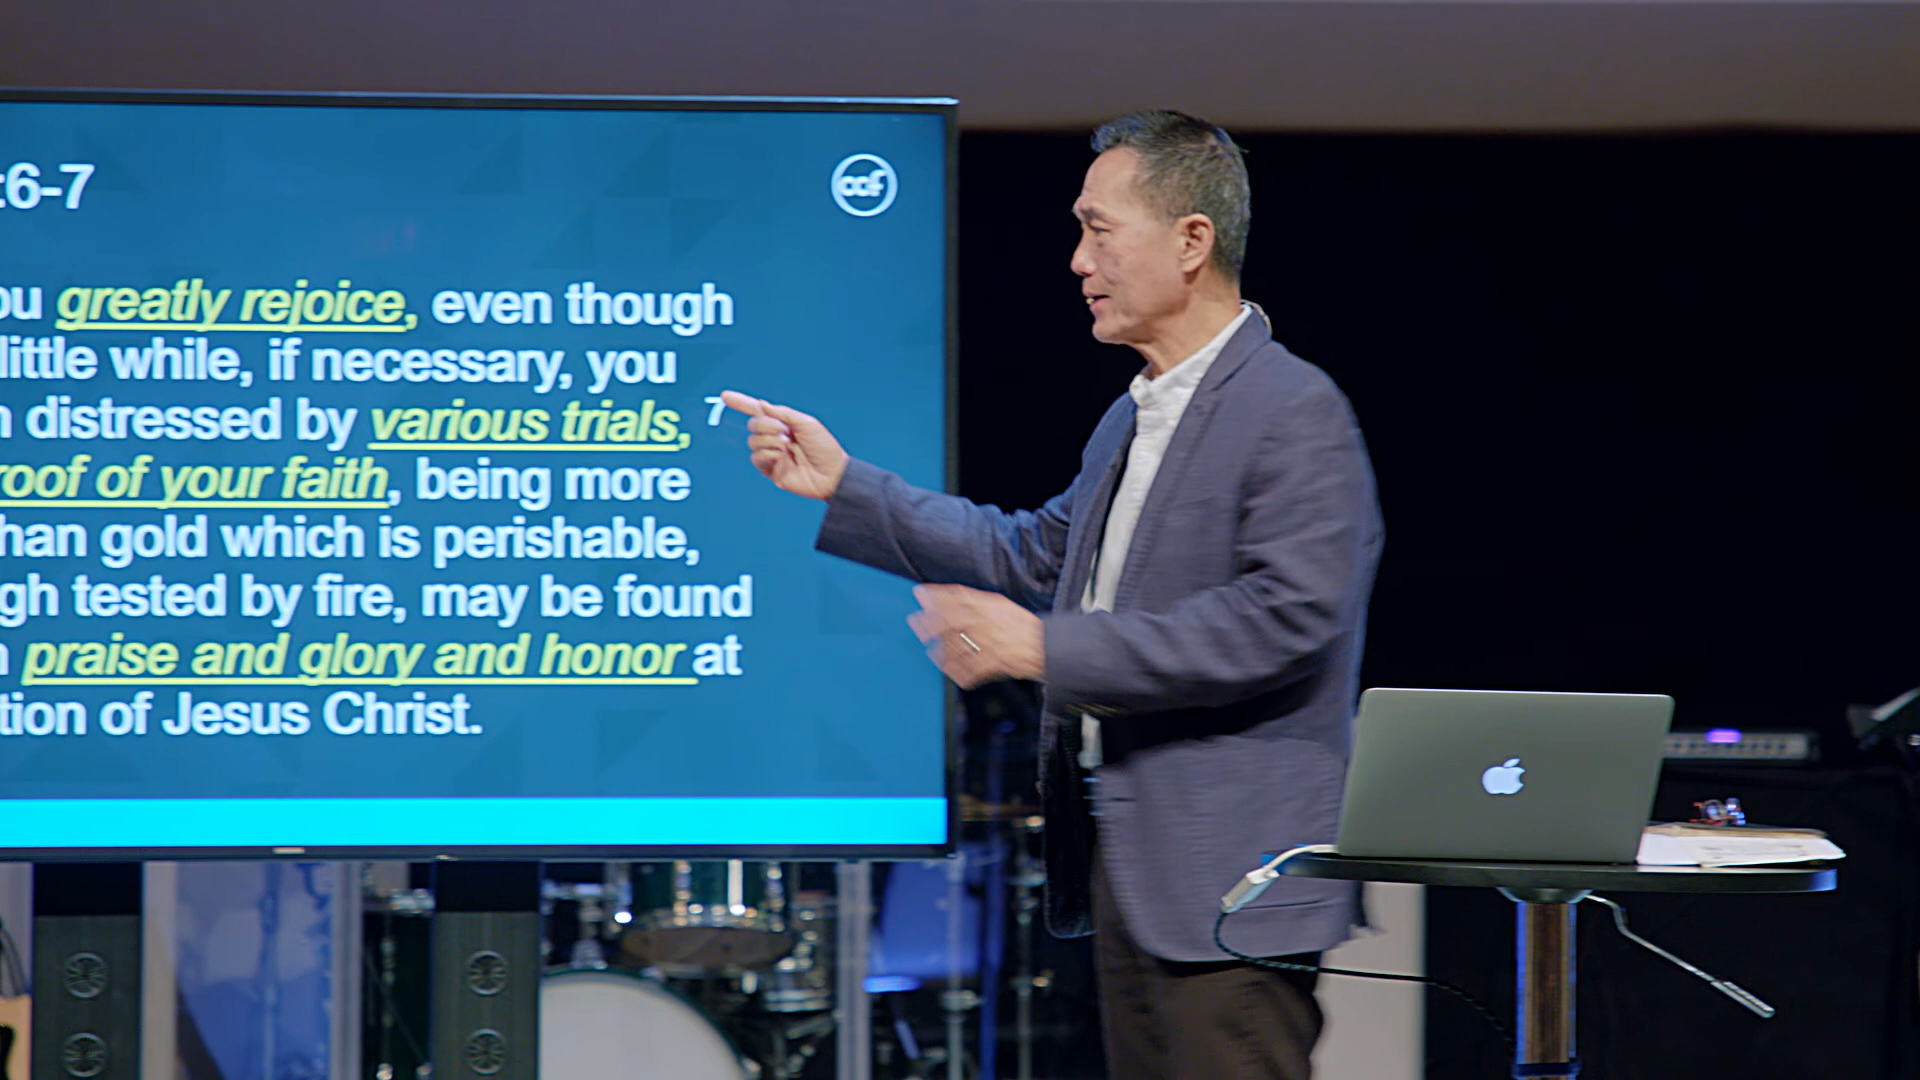 :6-7
ccf
ou greatly rejoice, even though
little while, if necessary, you
n distressed by various trials, 7
roof of your faith, being more
han gold which is perishable,
gh tested by fire, may be found
n praise and glory and honor at
tion of Jesus Christ.